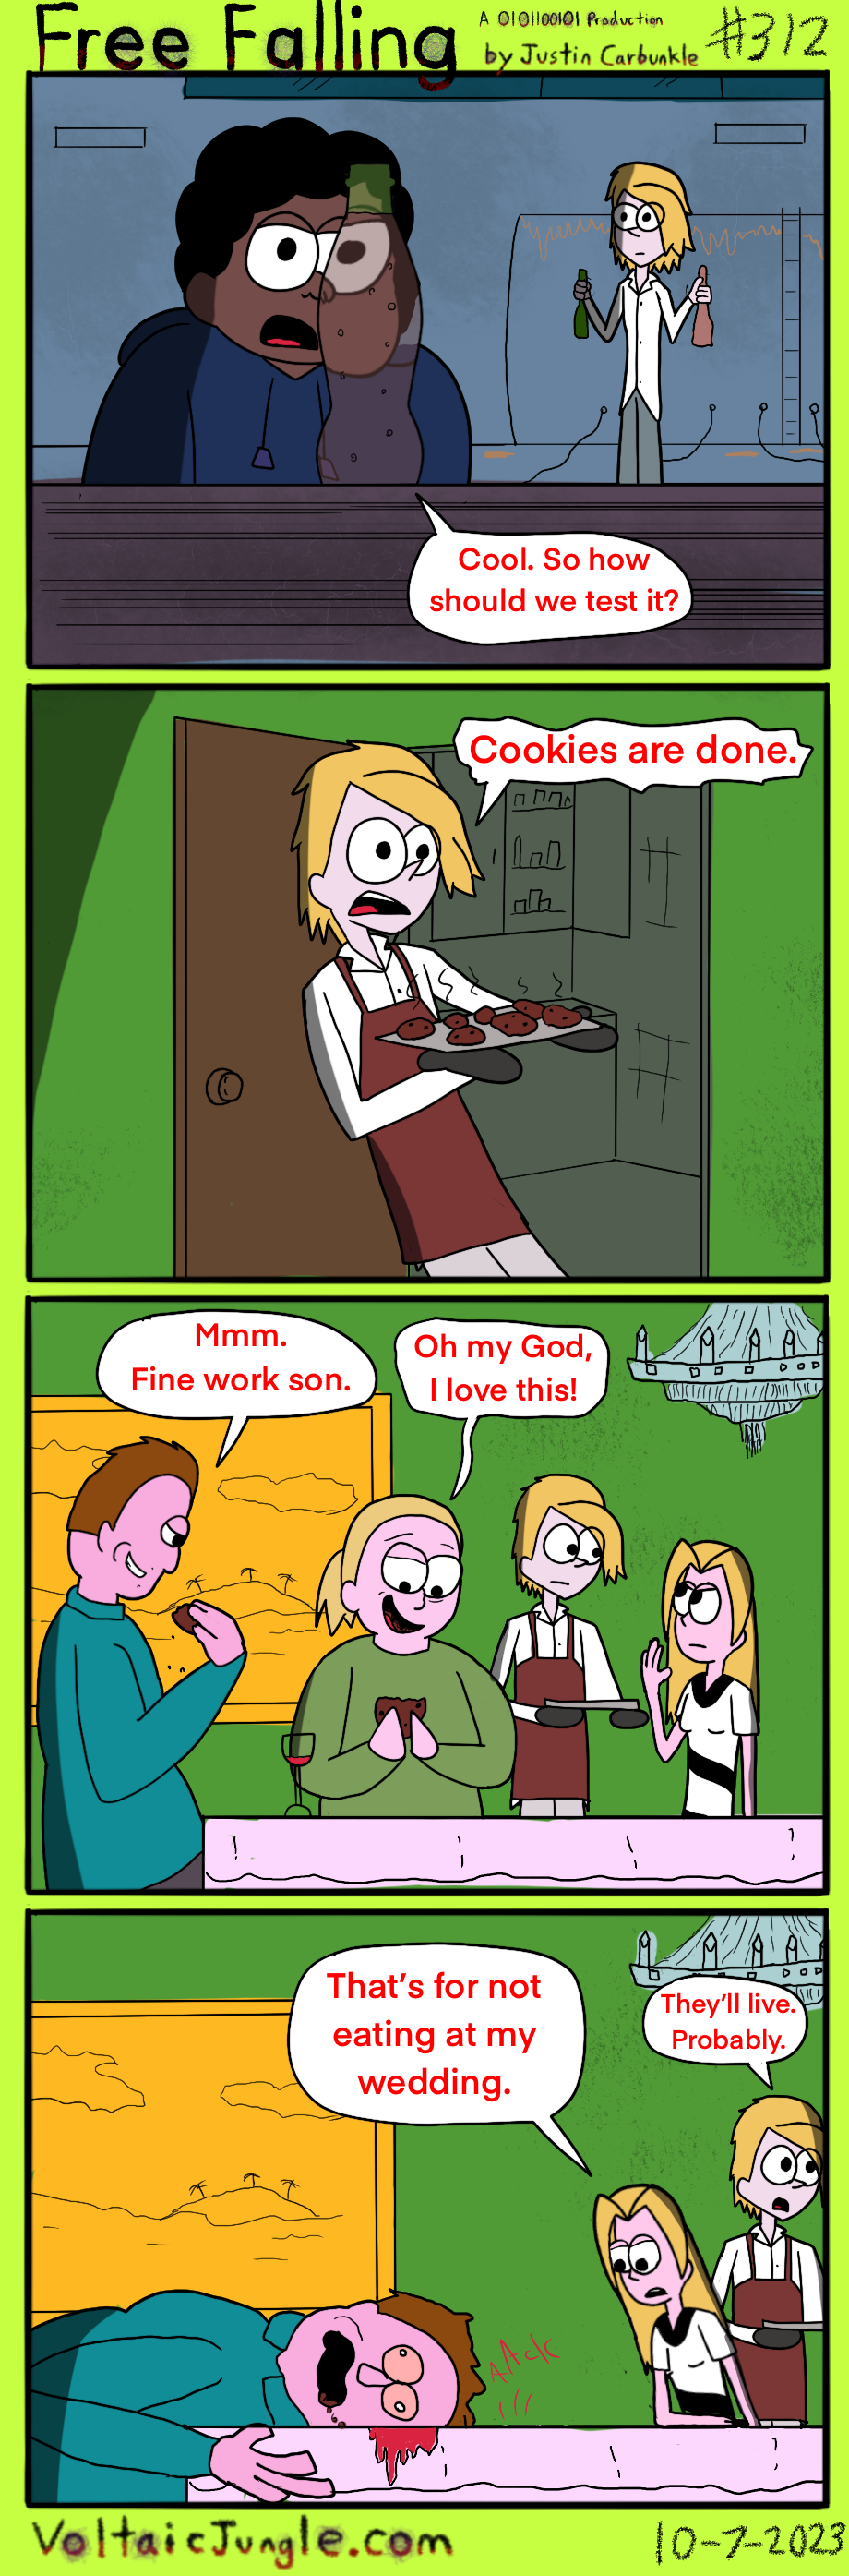 Free Falling
A 0101100101 Production
by Justin Carbunkle
#312
Cool. So how
should we test it?
Cookies are done.
Mmm.
Fine work son.
Oh my God,
I love this!
That's for not
eating at my
wedding.
They'll live.
Probably.
AAck
VoltaicJungle.com
10-7-2023